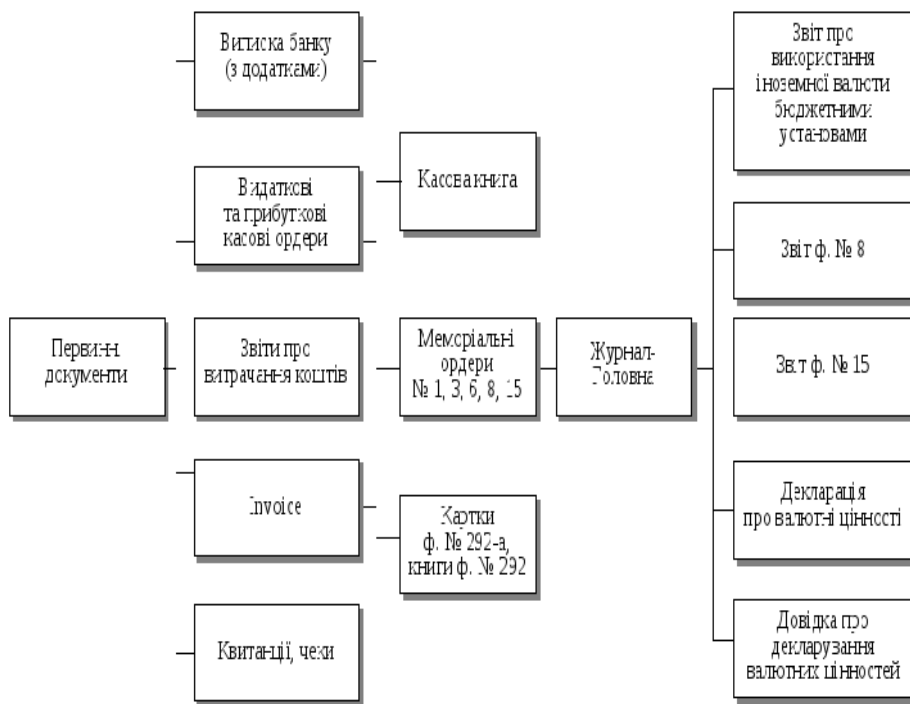 Первинні
документи
Виписка банку
(з додатками)
Видаткові
та прибуткові
касові ордери
Звіти про
витрачання коштів
Invoice
Квитанції, чеки
Касова книга
Меморіальні
ордери
№ 1, 3, 6, 8, 15
Картки
ф. № 292-а,
книги ф. № 292
Журнал-
Головна
Звіт про
використання
іноземної валюти
бюджетними
установами
Звіт ф. № 8
Звіт ф. № 15
Декларація
про валютні цінності
Довідка про
декларування
валютних цінностей